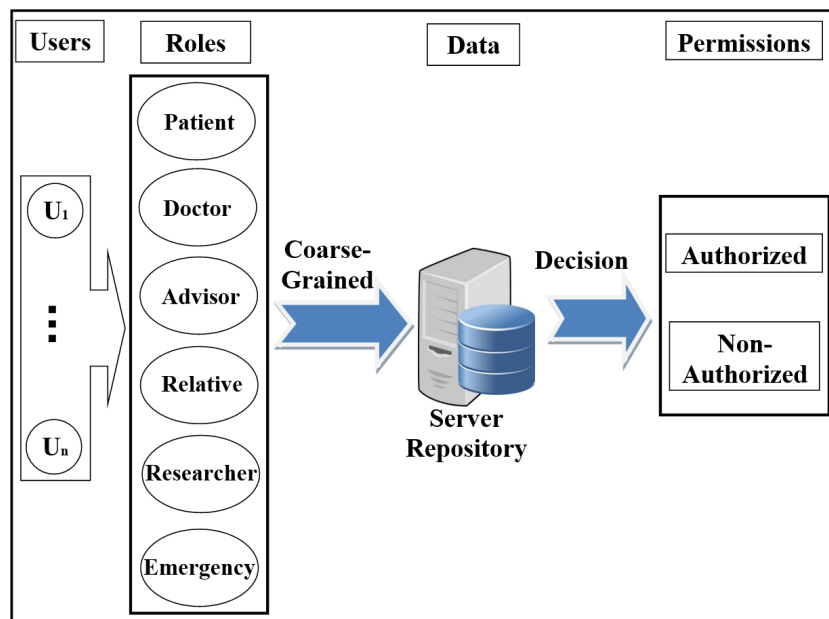 Users
Roles
Data
Permissions
U1
...
Un
Patient
Doctor
Advisor
Relative
Researcher
Emergency
Coarse-
Grained
Server
Repository
Decision
Authorized
Non-
Authorized